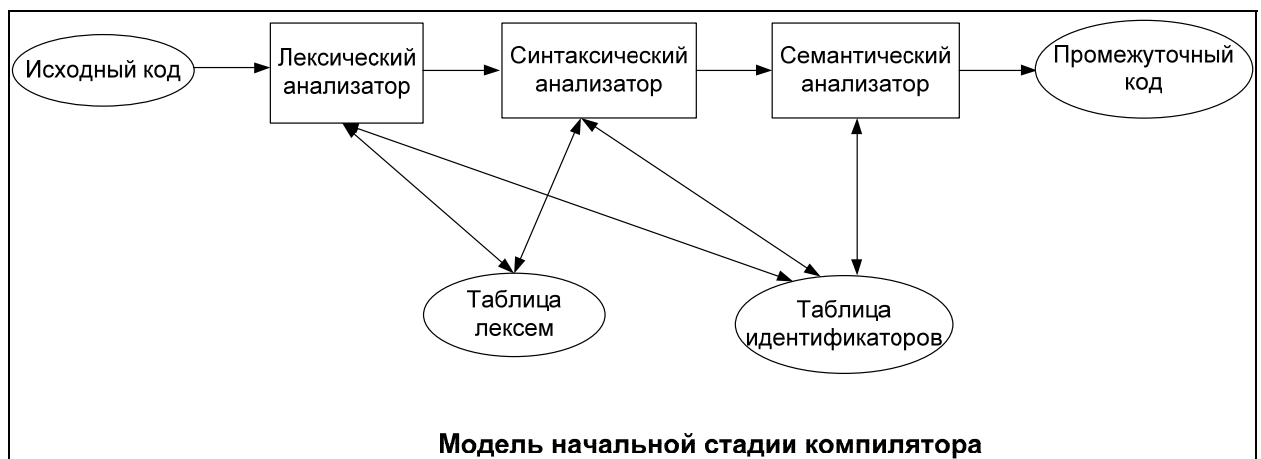 Исходный код
Лексический
анализатор
Синтаксический
анализатор
Семантический
анализатор
Промежуточный
код
Таблица
лексем
Таблица
идентификаторов
Модель начальной стадии компилятора